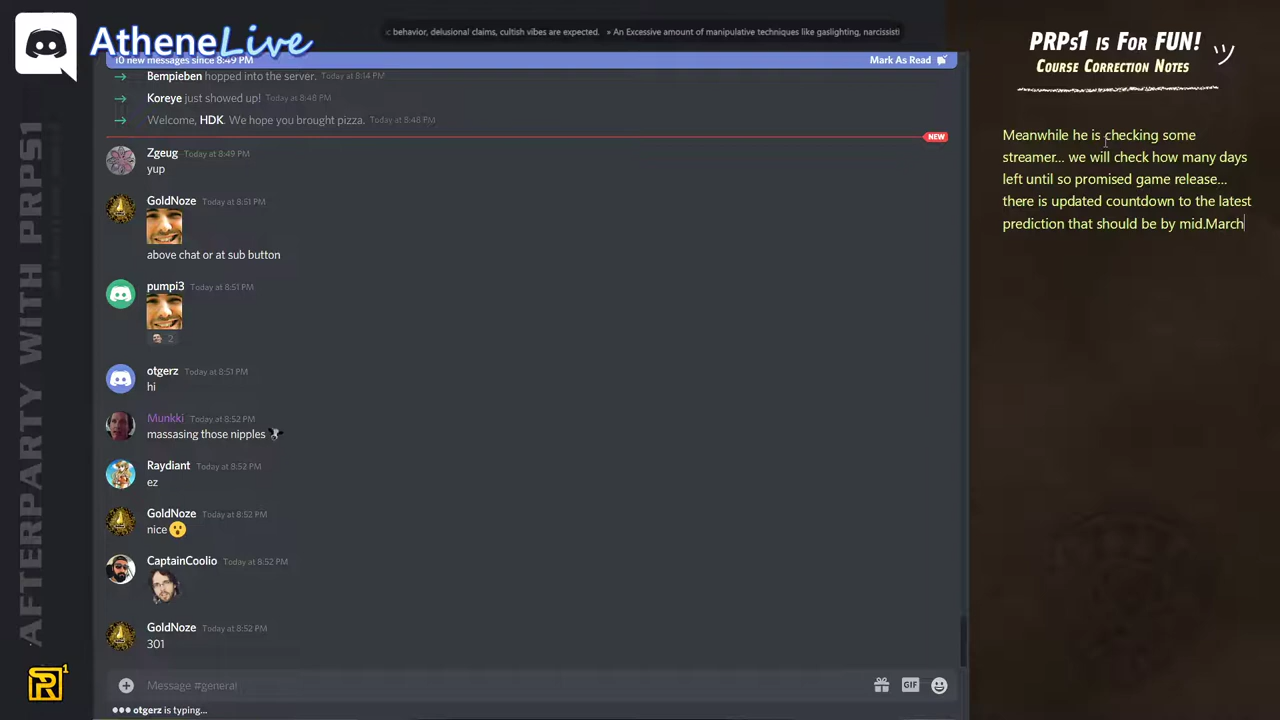 AtheneLive
: behavior, delusional claims, cultish vibes are expected. » An Excessive amount of manipulative techniques like gaslighting, narcissisti
10 new messages since 8:49 PM
Mark As Read
Bempieben hopped into the server. Today at 8:14 PM
Koreye just showed up! Today at 8:48 PM
Welcome, HDK. We hope you brought pizza. Today at 8:48 PM
NEW
Zgeug Today at 8:49 PM
yup
GoldNoze Today at 8:51 PM
above chat or at sub button
pumpi3 Today at 8:51 PM
2
otgerz Today at 8:51 PM
hi
Munkki Today at 8:52 PM
massasing those nipples
Raydiant Today at 8:52 PM
ez
GoldNoze Today at 8:52 PM
nice
CaptainCoolio Today at 8:52 PM
GoldNoze Today at 8:52 PM
301
Message #general
GIF
otgerz is typing...
AFTERPARTY WITH PRPS1
R1
PRPs1 is For FUN! ツ
Course Correction Notes
Meanwhile he is checking some
streamer... we will check how many days
left until so promised game release...
there is updated countdown to the latest
prediction that should be by mid.March